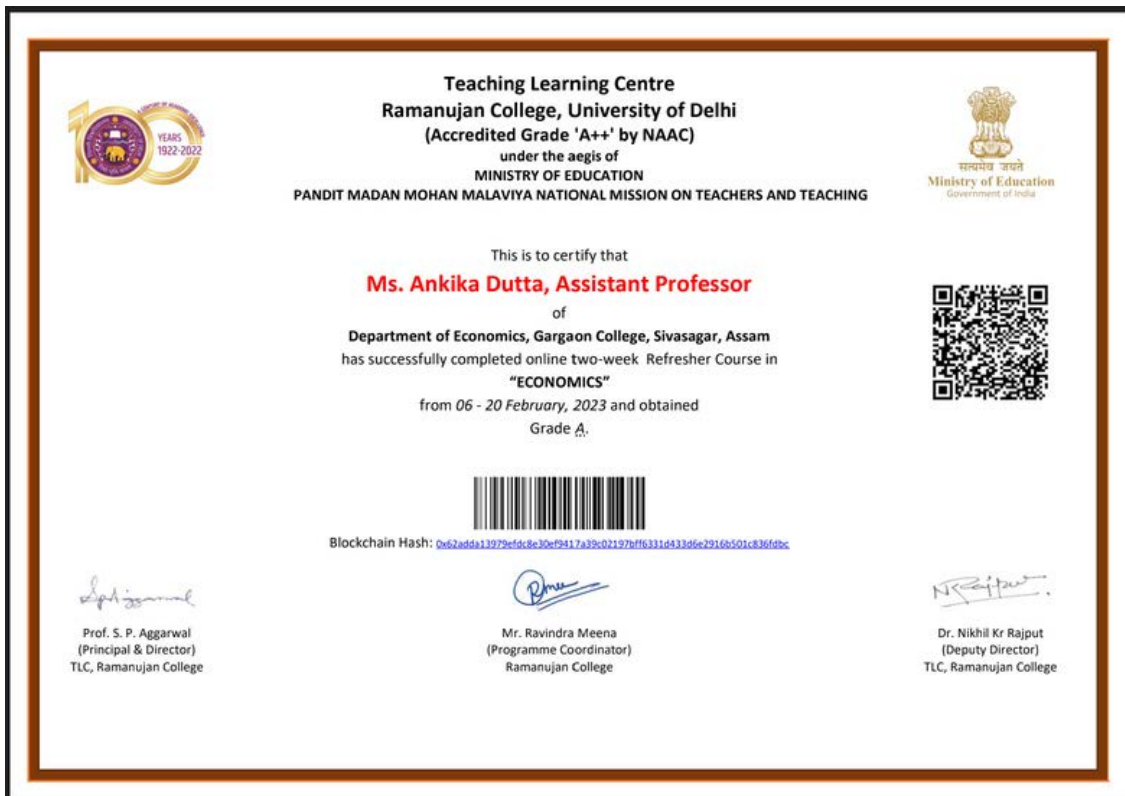 Teaching Learning Centre
Ramanujan College, University of Delhi
(Accredited Grade 'A++' by NAAC)
under the aegis of
MINISTRY OF EDUCATION
PANDIT MADAN MOHAN MALAVIYA NATIONAL MISSION ON TEACHERS AND TEACHING
YEARS
1922-2022
सत्यमेव जयते
Ministry of Education
Government of India
This is to certify that
Ms. Ankika Dutta, Assistant Professor
of
Department of Economics, Gargaon College, Sivasagar, Assam
has successfully completed online two-week Refresher Course in
“ECONOMICS”
from 06 - 20 February, 2023 and obtained
Grade A.
Blockchain Hash: 0x62adda13979efdc8e30ef9417a39c02197bff6331d433d6e2916b501c836fdbc
Prof. S. P. Aggarwal
(Principal & Director)
TLC, Ramanujan College
Mr. Ravindra Meena
(Programme Coordinator)
Ramanujan College
Dr. Nikhil Kr Rajput
(Deputy Director)
TLC, Ramanujan College